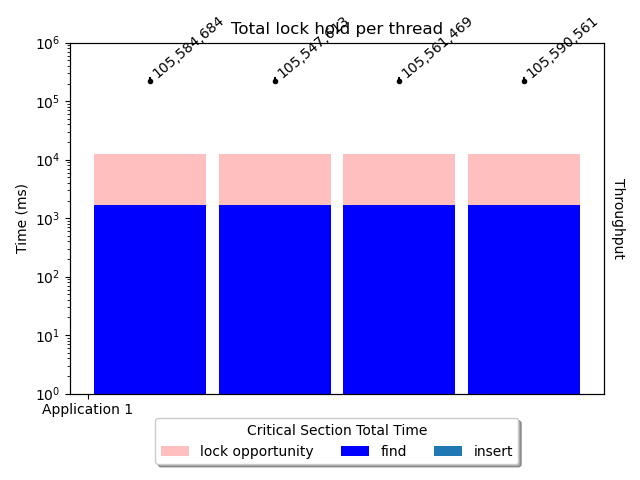 Total lock hold per thread
105,584,684
105,561,469
105,590,561
10^6
10^5
10^4
10^3
10^2
10^1
10^0
Time (ms)
Throughput
Application 1
Critical Section Total Time
lock opportunity
find
insert